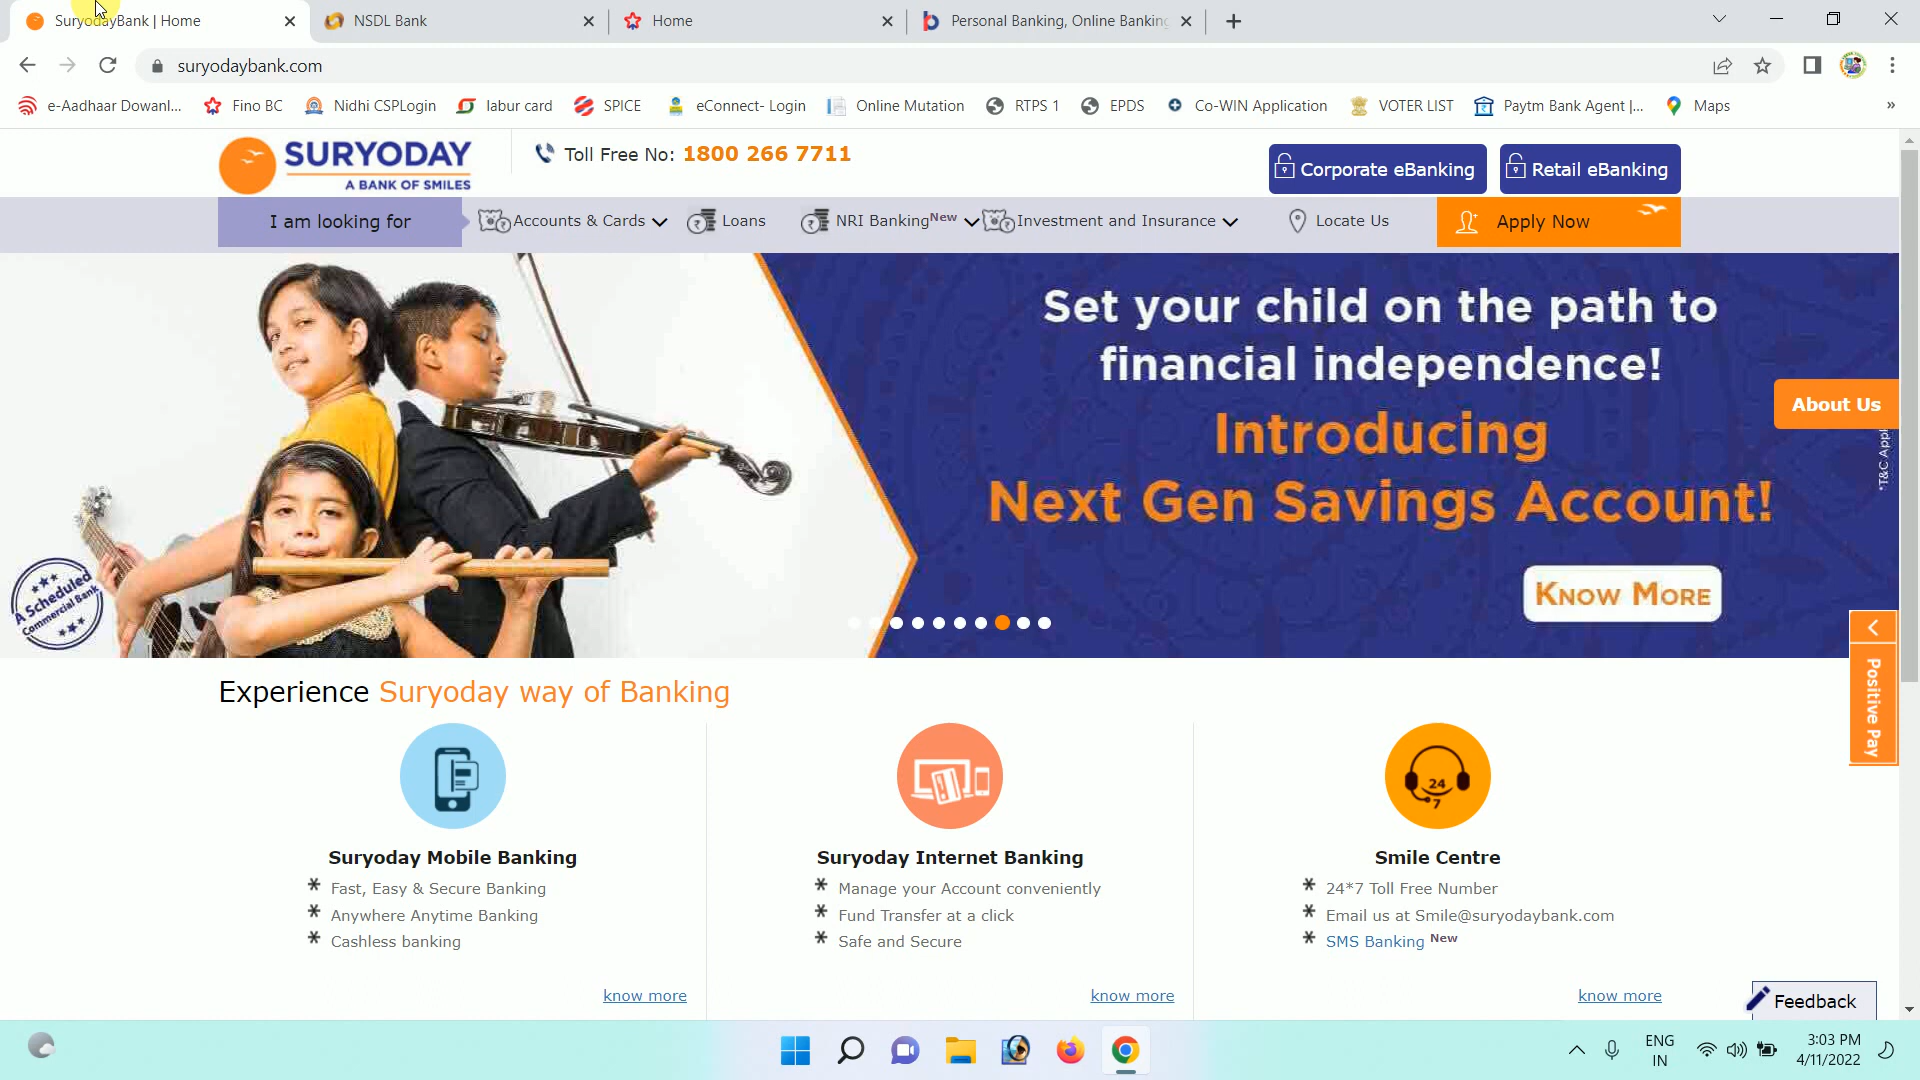 SuryodayBank | Home
NSDL Bank
Home
Personal Banking, Online Banking
suryodaybank.com
e-Aadhaar Dowanl...
Fino BC
Nidhi CSPLogin
labur card
SPICE
eConnect- Login
Online Mutation
RTPS 1
EPDS
Co-WIN Application
VOTER LIST
Paytm Bank Agent |...
Maps
»
SURYODAY
A BANK OF SMILES
Toll Free No: 1800 266 7711
Corporate eBanking
Retail eBanking
I am looking for
Accounts & Cards
Loans
NRI Banking New
Investment and Insurance
Locate Us
Apply Now
Set your child on the path to
financial independence!
Introducing
Next Gen Savings Account!
KNOW MORE
About Us
*T&C Appl
A Scheduled
Commercial Bank
Positive Pay
Experience Suryoday way of Banking
Suryoday Mobile Banking
Fast, Easy & Secure Banking
Anywhere Anytime Banking
Cashless banking
know more
Suryoday Internet Banking
Manage your Account conveniently
Fund Transfer at a click
Safe and Secure
know more
24
7
Smile Centre
24*7 Toll Free Number
Email us at Smile@suryodaybank.com
SMS Banking New
know more
Feedback
ENG
IN
3:03 PM
4/11/2022